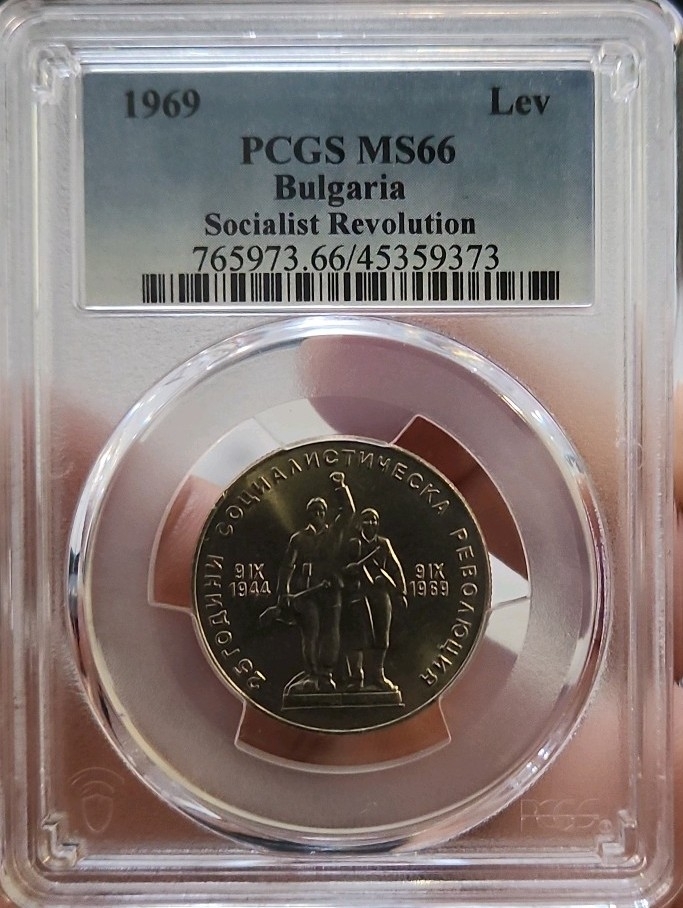 1969 Lev
PCGS MS66
Bulgaria
Socialist Revolution
765973.66/45359373
25 ГОДИНИ СОЦИАЛИСТИЧЕСКА РЕВОЛЮЦИЯ
9 IX
1944
9 IX
1969
PCGS